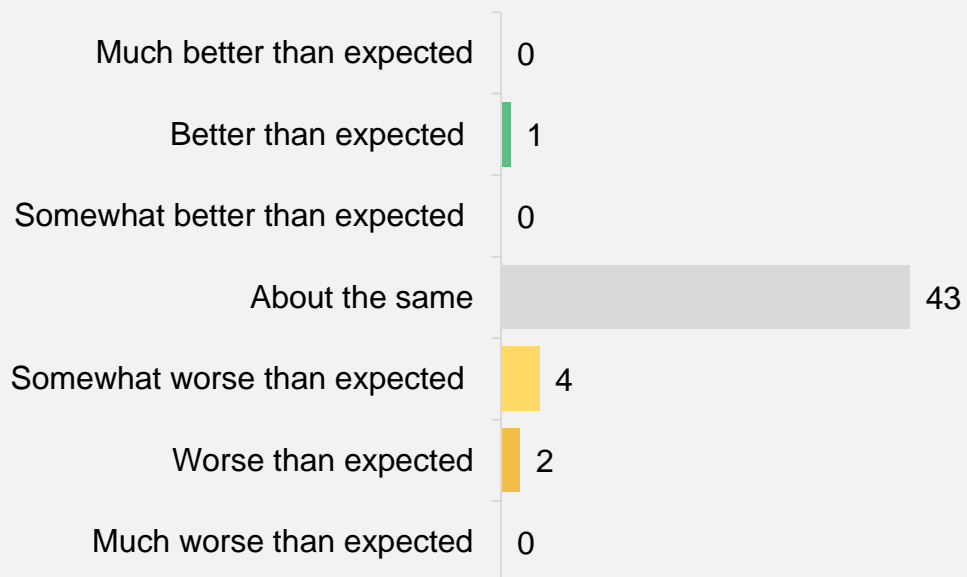 Much better than expected 0
Better than expected 1
Somewhat better than expected 0
About the same 43
Somewhat worse than expected 4
Worse than expected 2
Much worse than expected 0